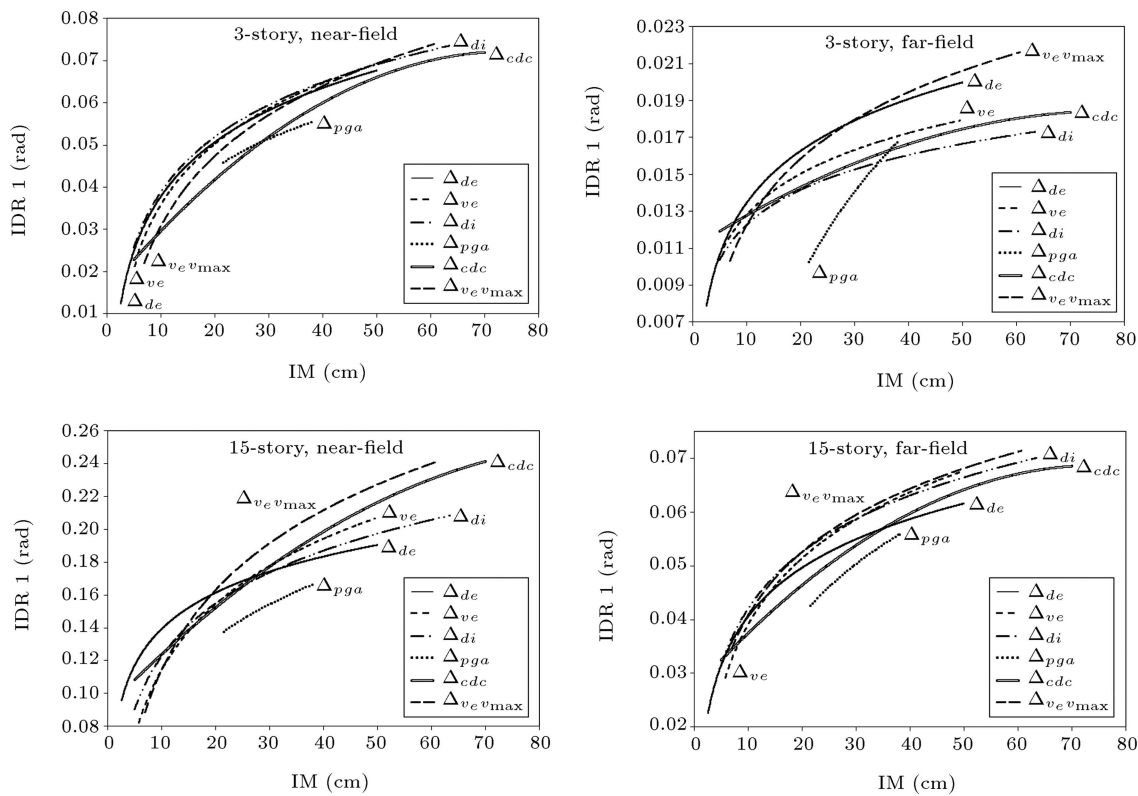 3-story, near-field
IDR 1 (rad)
0.08
0.07
0.06
0.05
0.04
0.03
0.02
0.01
0 10 20 30 40 50 60 70 80
IM (cm)
Δdi
Δcdc
Δpga
Δvevmax
Δve
Δde
Δde
Δve
Δdi
Δpga
Δcdc
Δvevmax
3-story, far-field
IDR 1 (rad)
0.023
0.021
0.019
0.017
0.015
0.013
0.011
0.009
0.007
0 10 20 30 40 50 60 70 80
IM (cm)
Δvevmax
Δde
Δve
Δcdc
Δdi
Δpga
Δde
Δve
Δdi
Δpga
Δcdc
Δvevmax
15-story, near-field
IDR 1 (rad)
0.26
0.24
0.22
0.20
0.18
0.16
0.14
0.12
0.10
0.08
0 10 20 30 40 50 60 70 80
IM (cm)
Δcdc
Δvevmax
Δve
Δdi
Δde
Δpga
Δde
Δve
Δdi
Δpga
Δcdc
Δvevmax
15-story, far-field
IDR 1 (rad)
0.07
0.06
0.05
0.04
0.03
0.02
0 10 20 30 40 50 60 70 80
IM (cm)
Δdi
Δcdc
Δvevmax
Δde
Δpga
Δve
Δde
Δve
Δdi
Δpga
Δcdc
Δvevmax